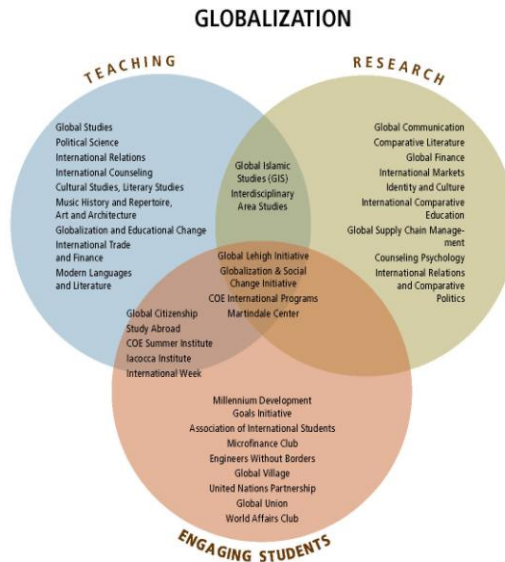 GLOBALIZATION
TEACHING
Global Studies
Political Science
International Relations
International Counseling
Cultural Studies, Literary Studies
Music History and Repertoire,
Art and Architecture
Globalization and Educational Change
International Trade
and Finance
Modern Languages
and Literature
RESEARCH
Global Communication
Comparative Literature
Global Finance
International Markets
Identity and Culture
International Comparative
Education
Global Supply Chain Manage-
ment
Counseling Psychology
International Relations
and Comparative
Politics
Global Islamic
Studies (GIS)
Interdisciplinary
Area Studies
Global Lehigh Initiative
Globalization & Social
Change Initiative
COE International Programs
Martindale Center
Global Citizenship
Study Abroad
COE Summer Institute
Iacocca Institute
International Week
Millennium Development
Goals Initiative
Association of International Students
Microfinance Club
Engineers Without Borders
Global Village
United Nations Partnership
Global Union
World Affairs Club
ENGAGING STUDENTS